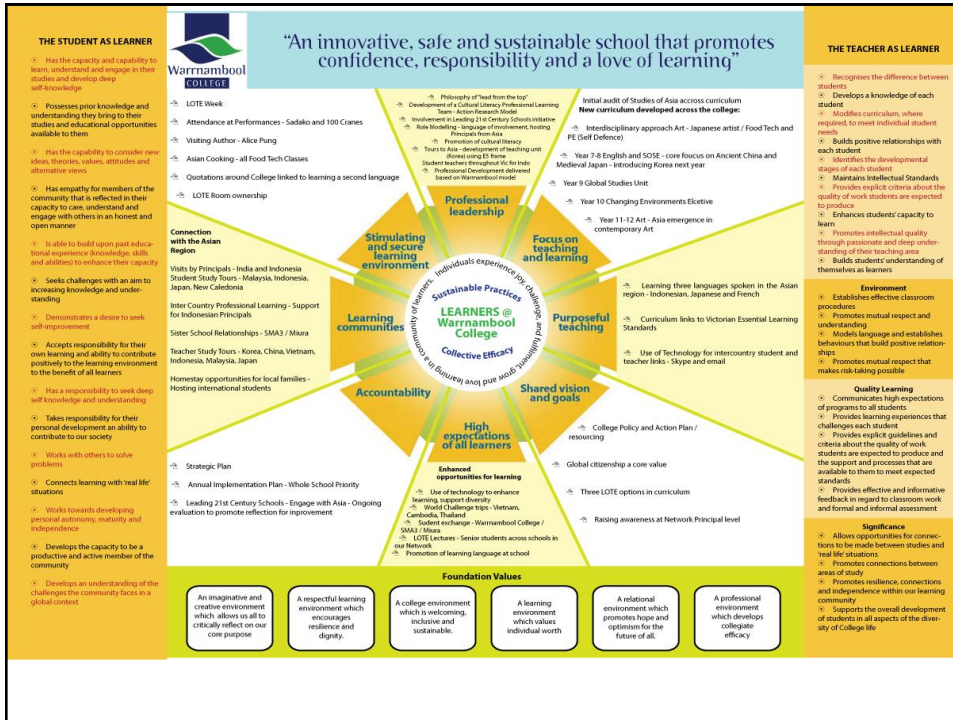 THE STUDENT AS LEARNER
Has the capacity and capability to
learn, understand and engage in their
studies and develop deep
self-knowledge
Possesses prior knowledge and
understanding they bring to their
studies and educational opportunities
available to them
Has the capability to consider new
ideas, theories, values, attitudes and
alternative views
Has empathy for members of the
community that is reflected in their
capacity to care, understand and
engage with others in an honest and
open manner
Is able to build upon past educa-
tional experience (knowledge, skills
and abilities) to enhance their capacity
Seeks challenges with an aim to
increasing knowledge and under-
standing
Demonstrates a desire to seek
self-improvement
Accepts responsibility for their
own learning and ability to contribute
positively to the learning environment
to the benefit of all learners
Has a responsibility to seek deep
self knowledge and understanding
Takes responsibility for their
personal development an ability to
contribute to our society
Works with others to solve
problems
Connects learning with 'real life'
situations
Works towards developing
personal autonomy, maturity and
independence
Develops the capacity to be a
productive and active member of the
community
Develops an understanding of the
challenges the community faces in a
global context
Warrnambool
COLLEGE
"An innovative, safe and sustainable school that promotes
confidence, responsibility and a love of learning"
LOTE Week
Attendance at Performances - Sadako and 100 Cranes
Visiting Author - Alice Pung
Asian Cooking - all Food Tech Classes
Quotations around College linked to learning a second language
LOTE Room ownership
Philosophy of "lead from the top"
Development of a Cultural Literacy Professional Learning
Team - Action Research Model
Involvement in Leading 21st Century Schools initiative
Role Modelling - language of involvement, hosting
Principals from Asia
Promotion of cultural literacy
Tours to Asia - development of teaching unit
(Korea) using E5 frame
Student teachers throughout Vic for Indo
Professional Development delivered
based on Warrnambool model
Initial audit of Studies of Asia accross curriculum
New curriculum developed across the college:
Interdisciplinary approach Art - Japanese artist / Food Tech and
PE (Self Defence)
Year 7-8 English and SOSE - core foucus on Ancient China and
Medieval Japan - introducing Korea next year
Year 9 Global Studies Unit
Year 10 Changing Environments Elcetive
Year 11-12 Art - Asia emergence in
contemporary Art
Connection
with the Asian
Region
Visits by Principals - India and Indonesia
Student Study Tours - Malaysia, Indonesia,
Japan, New Caledonia
Inter Country Professional Learning - Support
for Indonesian Principals
Sister School Relationships - SMA3 / Miura
Teacher Study Tours - Korea, China, Vietnam,
Indonesia, Malaysia, Japan
Homestay opportunities for local families -
Hosting international students
Professional
leadership
Stimulating
and secure
learning
environment
Focus on
teaching
and learning
Learning
communities
Purposeful
teaching
Accountability
Shared vision
and goals
High
expectations
of all learners
Individuals experience joy, challenge, and fulfilment, grow and love learning in a community of learners.
Sustainable Practices
LEARNERS @
Warrnambool
College
Collective Efficacy
Learning three languages spoken in the Asian
region - Indonesian, Japanese and French
Curriculum links to Victorian Essential Learning
Standards
Use of Technology for intercountry student and
teacher links - Skype and email
Strategic Plan
Annual Implementation Plan - Whole School Priority
Leading 21st Century Schools - Engage with Asia - Ongoing
evaluation to promote reflection for improvement
Enhanced
opportunities for learning
Use of technology to enhance
learning, support diversity
World Challenge trips - Vietnam,
Cambodia, Thailand
Sudent exchange - Warrnambool College /
SMA3 / Miura
LOTE Lectures - Senior students across schools in
our Network
Promotion of learning language at school
College Policy and Action Plan /
resourcing
Global citizenship a core value
Three LOTE options in curriculum
Raising awareness at Network Principal level
Foundation Values
An imaginative and
creative environment
which allows us all to
critically reflect on our
core purpose
A respectful learning
environment which
encourages
resilience and
dignity.
A college environment
which is welcoming,
inclusive and
sustainable.
A learning
environment
which values
individual worth
A relational
environment which
promotes hope and
optimism for the
future of all.
A professional
environment
which develops
collegiate
efficacy
THE TEACHER AS LEARNER
Recognises the difference between
students
Develops a knowledge of each
student
Modifies curriculum, where
required, to meet individual student
needs
Builds positive relationships with
each student
Identifies the developmental
stages of each student
Maintains Intellectual Standards
Provides explicit criteria about the
quality of work students are expected
to produce
Enhances students' capacity to
learn
Promotes intellectual quality
through passionate and deep under-
standing of their teaching area
Builds students' understanding of
themselves as learners
Environment
Establishes effective classroom
procedures
Promotes mutual respect and
understanding
Models language and establishes
behaviours that build positive relation-
ships
Promotes mutual respect that
makes risk-taking possible
Quality Learning
Communicates high expectations
of programs to all students
Provides learning experiences that
challenges each student
Provides explicit guidelines and
criteria about the quality of work
students are expected to produce and
the support and processes that are
available to them to meet expected
standards
Provides effective and informative
feedback in regard to classroom work
and formal and informal assessment
Significance
Allows opportunities for connec-
tions to be made between studies and
'real life' situations
Promotes connections between
areas of study
Promotes resilience, connections
and independence within our learning
community
Supports the overall development
of students in all aspects of the diver-
sity of College life